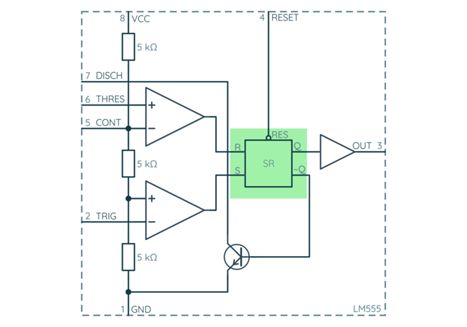 8 VCC
4 RESET
5 kΩ
7 DISCH
6 THRES
+
5 CONT
−
RES
R Q
SR
S ~Q
OUT 3
5 kΩ
+
2 TRIG
−
5 kΩ
1 GND
LM555